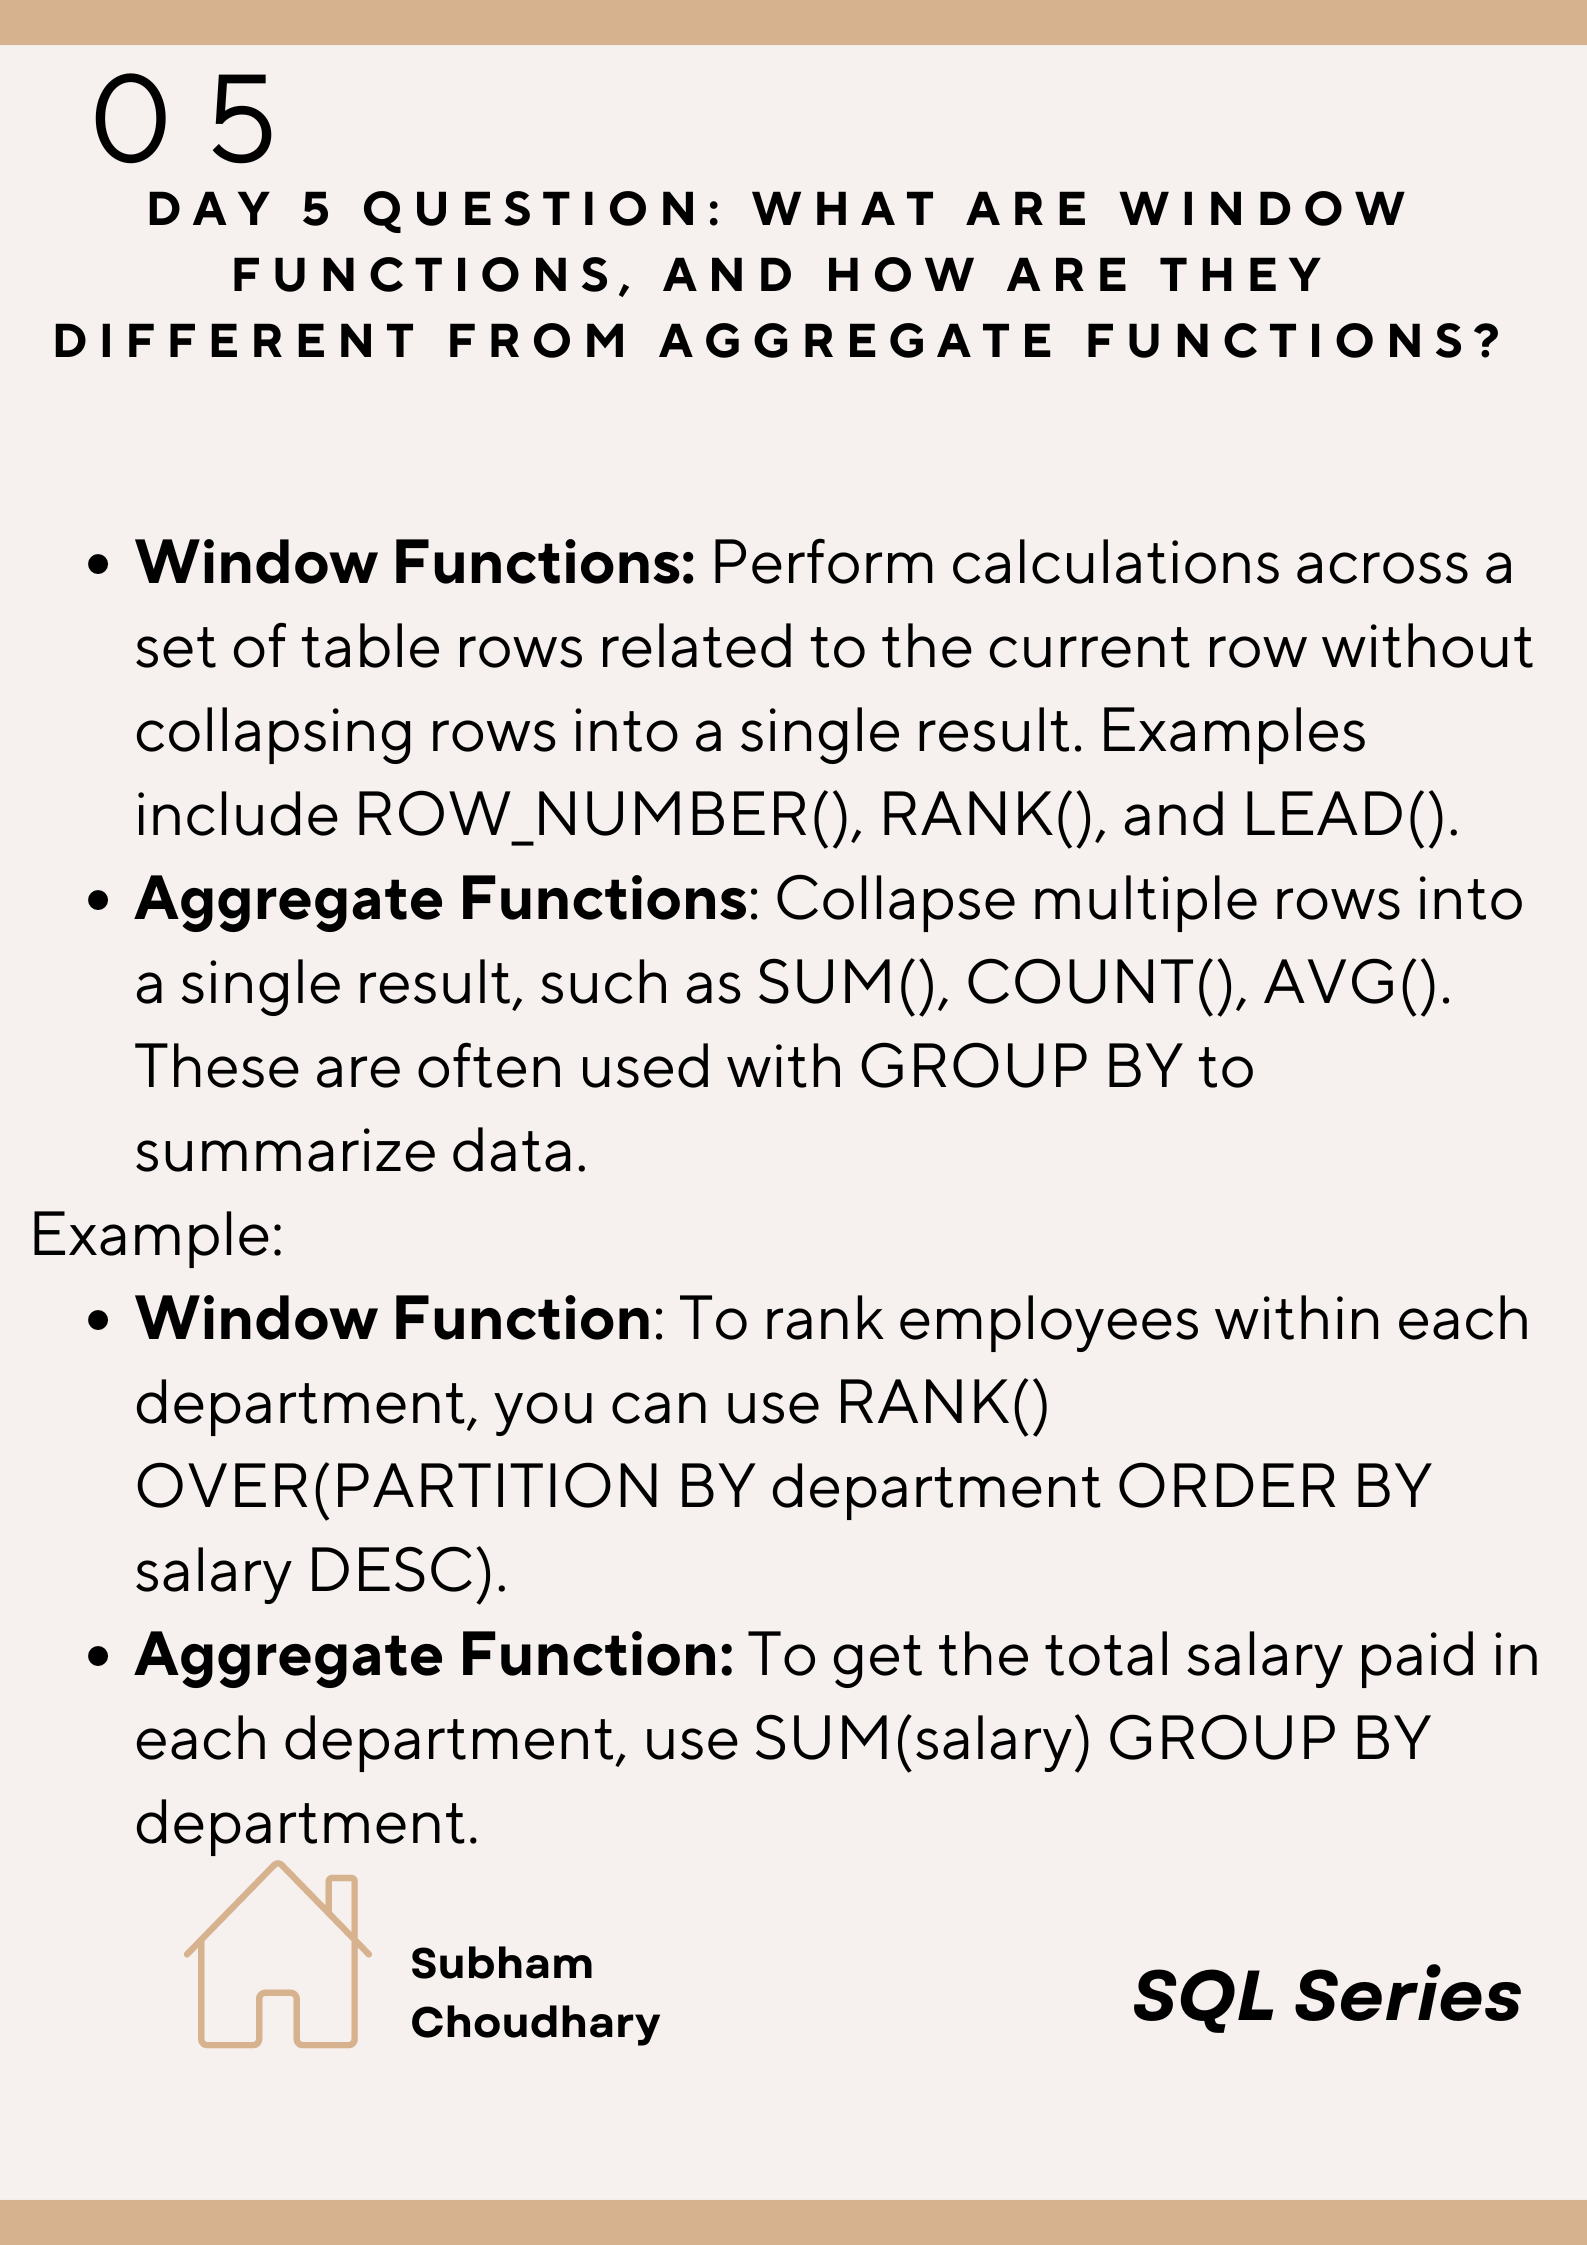 05
DAY 5 QUESTION: WHAT ARE WINDOW
FUNCTIONS, AND HOW ARE THEY
DIFFERENT FROM AGGREGATE FUNCTIONS?
• Window Functions: Perform calculations across a
set of table rows related to the current row without
collapsing rows into a single result. Examples
include ROW_NUMBER(), RANK(), and LEAD().
• Aggregate Functions: Collapse multiple rows into
a single result, such as SUM(), COUNT(), AVG().
These are often used with GROUP BY to
summarize data.
Example:
• Window Function: To rank employees within each
department, you can use RANK()
OVER(PARTITION BY department ORDER BY
salary DESC).
• Aggregate Function: To get the total salary paid in
each department, use SUM(salary) GROUP BY
department.
Subham
Choudhary
SQL Series